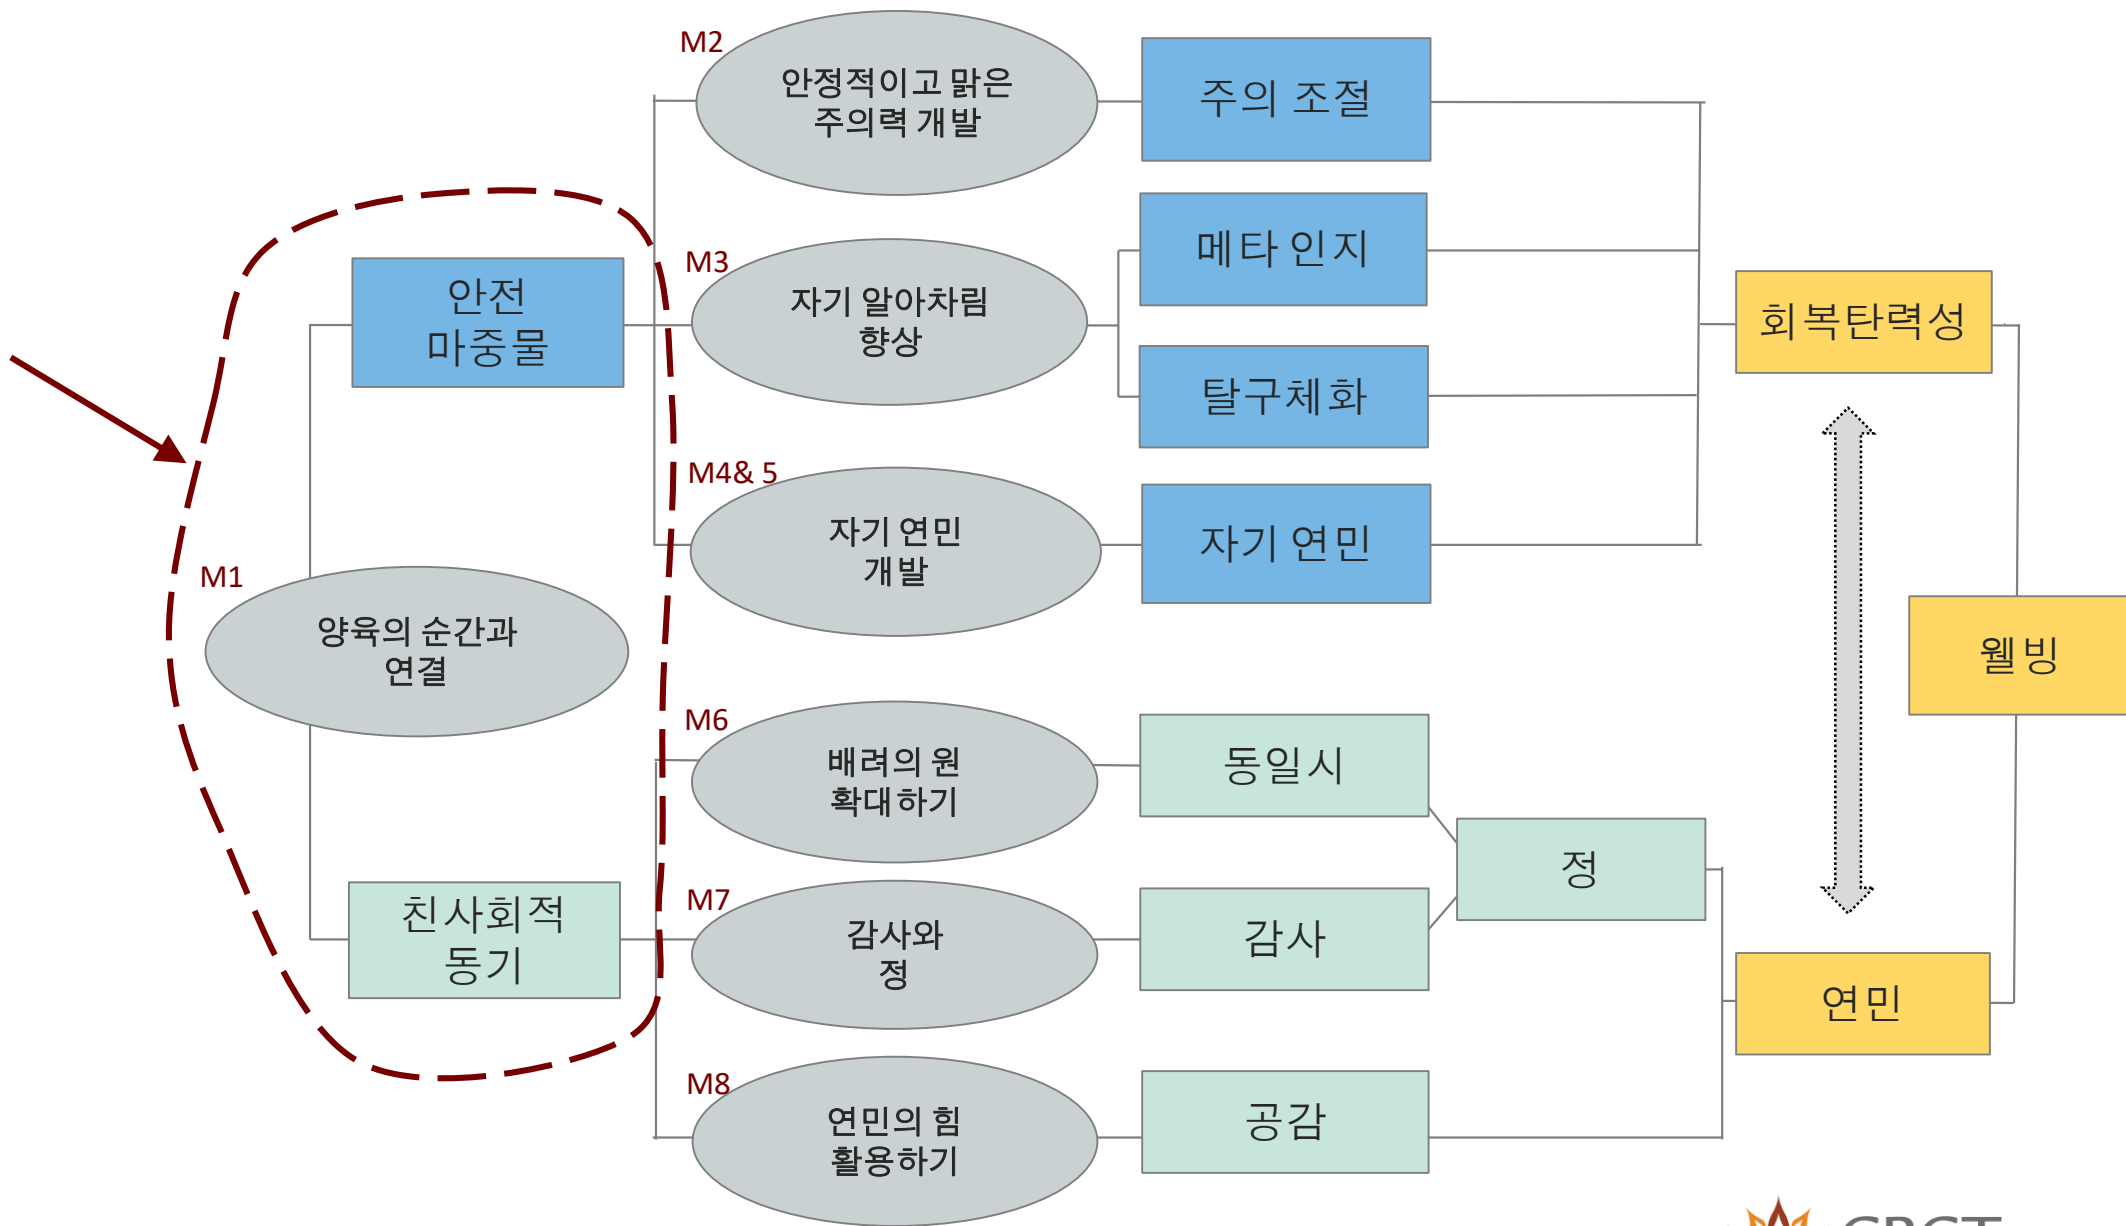 M2
안정적이고 맑은
주의력 개발
주의 조절
M3
자기 알아차림
향상
메타 인지
탈구체화
안전
마중물
회복탄력성
M4& 5
자기 연민
개발
자기 연민
M1
양육의 순간과
연결
웰빙
M6
배려의 원
확대하기
동일시
정
친사회적
동기
M7
감사와
정
감사
연민
M8
연민의 힘
활용하기
공감